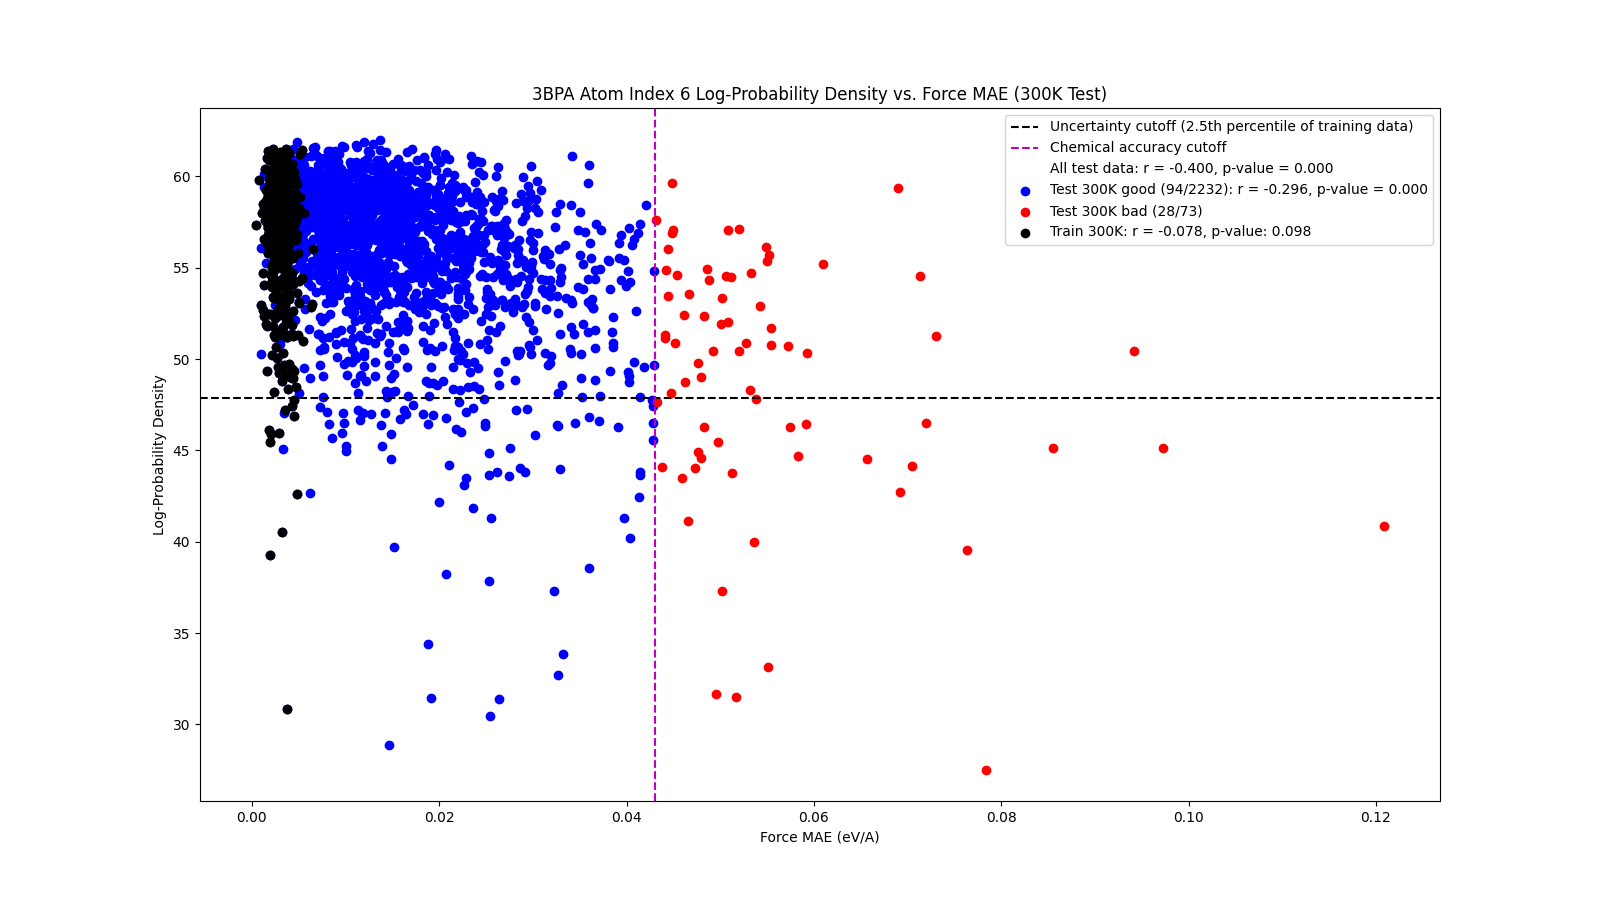 3BPA Atom Index 6 Log-Probability Density vs. Force MAE (300K Test)
Uncertainty cutoff (2.5th percentile of training data)
Chemical accuracy cutoff
All test data: r = -0.400, p-value = 0.000
Test 300K good (94/2232): r = -0.296, p-value = 0.000
Test 300K bad (28/73)
Train 300K: r = -0.078, p-value: 0.098
Log-Probability Density
60
55
50
45
40
35
30
0.00 0.02 0.04 0.06 0.08 0.10 0.12
Force MAE (eV/A)